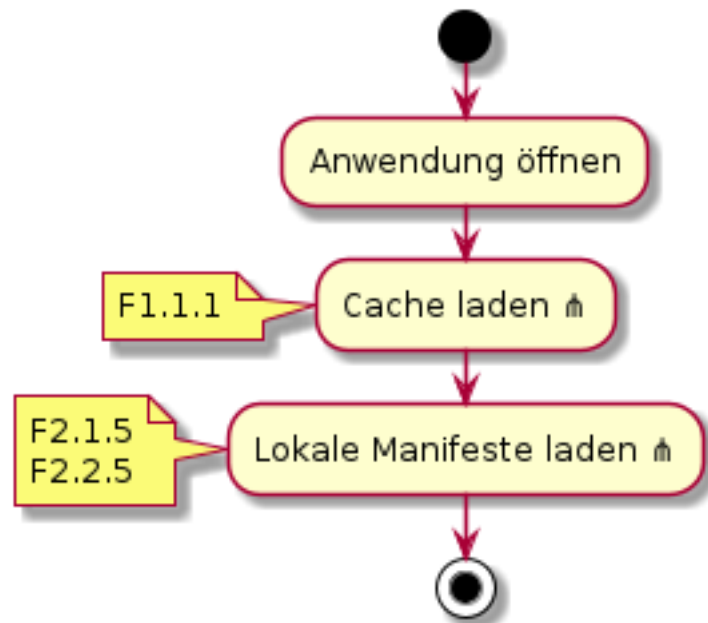 Anwendung öffnen
F1.1.1
Cache laden ⋔
F2.1.5
F2.2.5
Lokale Manifeste laden ⋔